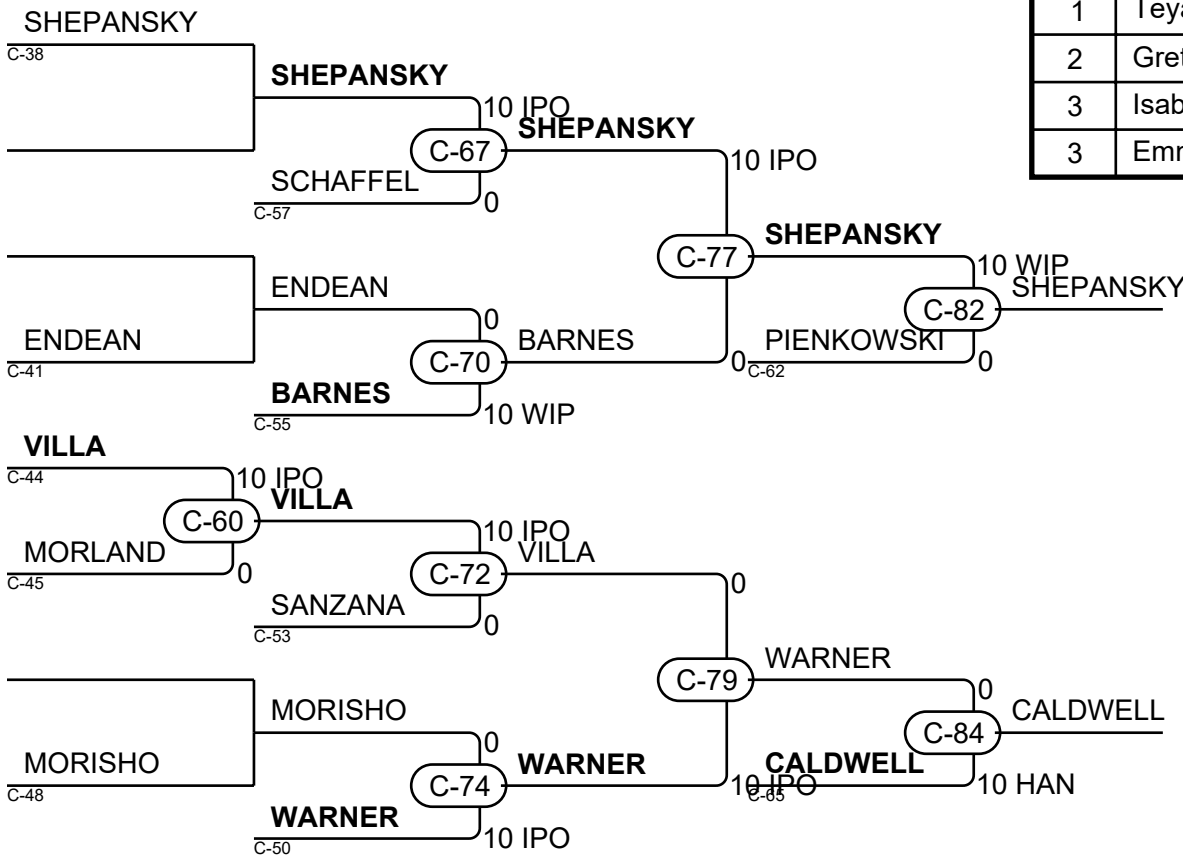 SHEPANSKY
C-38
SHEPANSKY
10 IPO
SHEPANSKY
C-67
10 IPO
SCHAFFEL
0
C-57
SHEPANSKY
C-77
10 WIP
SHEPANSKY
ENDEAN
0
C-82
ENDEAN
C-41
BARNES
C-70
0
PIENKOWSKI
C-62
0
BARNES
10 WIP
C-55
VILLA
C-44
10 IPO
VILLA
C-60
10 IPO
VILLA
MORLAND
0
C-45
C-72
0
SANZANA
0
C-53
WARNER
C-79
0
MORISHO
CALDWELL
0
C-84
MORISHO
C-48
WARNER
C-74
10 IPO
CALDWELL
C-65
10 HAN
WARNER
10 IPO
C-50
1
2
3
3